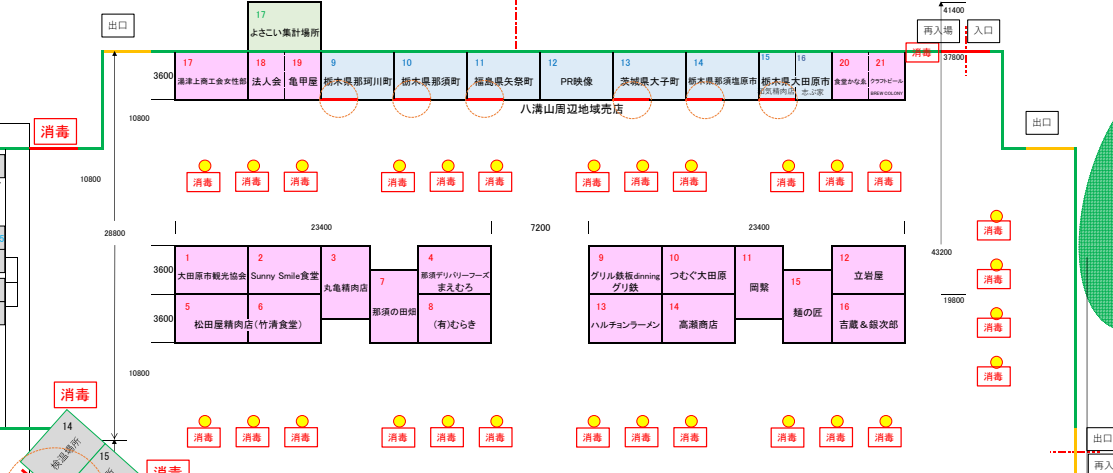 17
よさこい集計場所
出口
41400
再入場
入口
消毒
37800
3600
17
湯津上商工会女性部
18
法人会
19
亀甲屋
9
栃木県那珂川町
10
栃木県那須町
11
福島県矢祭町
12
PR映像
13
茨城県大子町
14
栃木県那須塩原市
15
16
栃木県大田原市
志ぶ家
20
食堂かなゑ
21
クラフトビール
BREW COLONY
八溝山周辺地域売店
10800
消毒
出口
10800
消毒
消毒
消毒
消毒
消毒
消毒
消毒
消毒
消毒
消毒
消毒
消毒
28800
23400
7200
23400
43200
消毒
消毒
消毒
消毒
19800
3600
3600
1
大田原市観光協会
2
Sunny Smile食堂
3
丸亀精肉店
4
那須デリバリーフーズ
まえむろ
5
6
松田屋精肉店(竹清食堂)
7
那須の田畑
8
(有)むらき
9
グリル鉄板dinning
グリ鉄
10
つむぐ大田原
11
岡繋
12
立岩屋
13
ハルチョンラーメン
14
高瀬商店
15
麺の匠
16
吉蔵&銀次郎
10800
消毒
消毒
消毒
消毒
消毒
消毒
消毒
消毒
消毒
消毒
消毒
消毒
消毒
14
検温場所
15
所
消毒
出口
再入